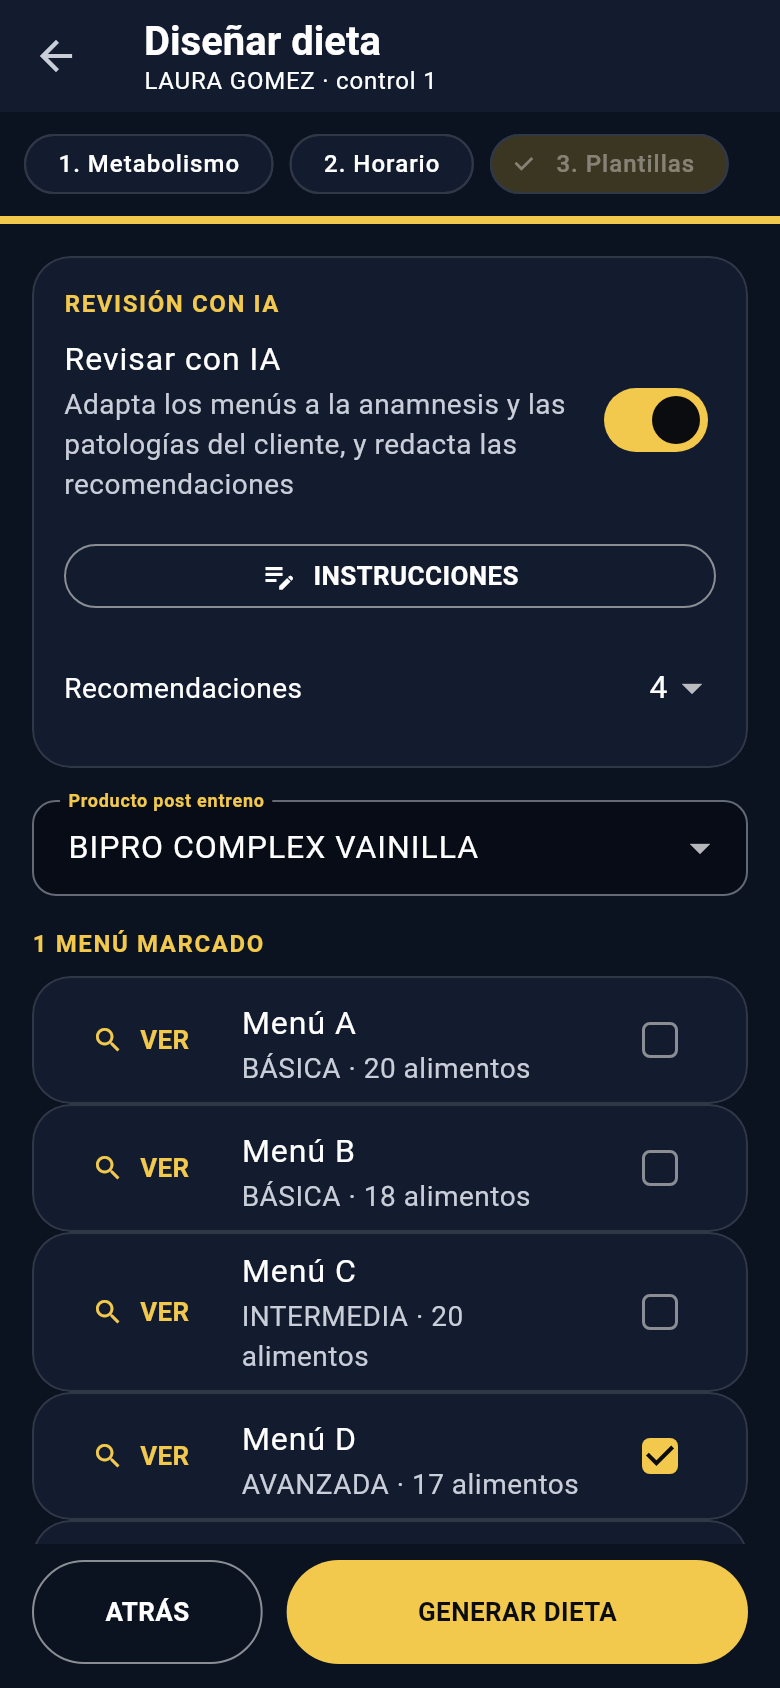 Diseñar dieta
LAURA GOMEZ · control 1
1. Metabolismo
2. Horario
3. Plantillas
REVISIÓN CON IA
Revisar con IA
Adapta los menús a la anamnesis y las
patologías del cliente, y redacta las
recomendaciones
INSTRUCCIONES
Recomendaciones 4
Producto post entreno
BIPRO COMPLEX VAINILLA
1 MENÚ MARCADO
VER
Menú A
BÁSICA · 20 alimentos
VER
Menú B
BÁSICA · 18 alimentos
VER
Menú C
INTERMEDIA · 20
alimentos
VER
Menú D
AVANZADA · 17 alimentos
ATRÁS
GENERAR DIETA